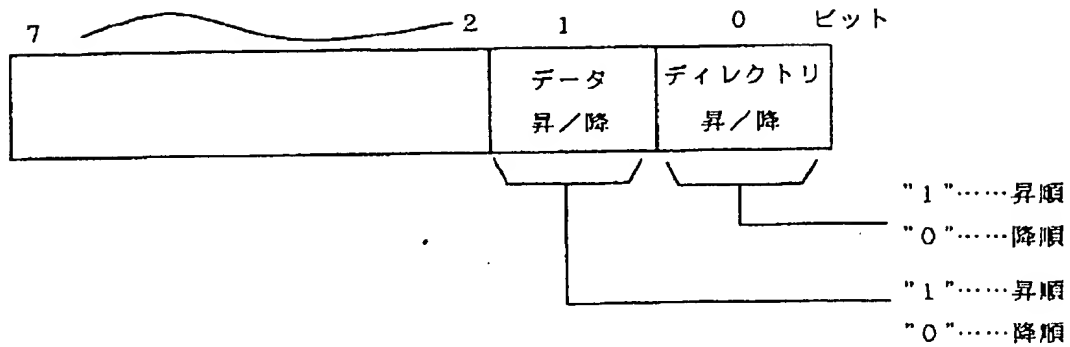 7 2 1 0 ビット
データ ディレクトリ
昇／降 昇／降
"1"……昇順
"0"……降順
"1"……昇順
"0"……降順